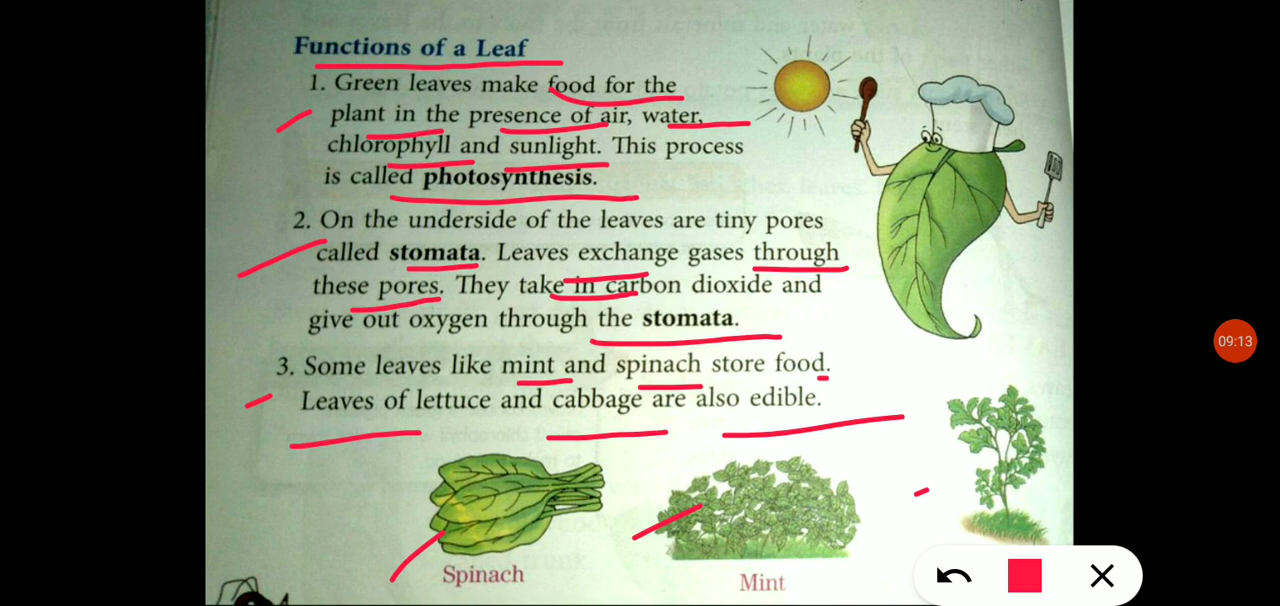 Functions of a Leaf
1. Green leaves make food for the
plant in the presence of air, water,
chlorophyll and sunlight. This process
is called photosynthesis.
2. On the underside of the leaves are tiny pores
called stomata. Leaves exchange gases through
these pores. They take in carbon dioxide and
give out oxygen through the stomata.
09:13
3. Some leaves like mint and spinach store food.
Leaves of lettuce and cabbage are also edible.
Spinach
Mint